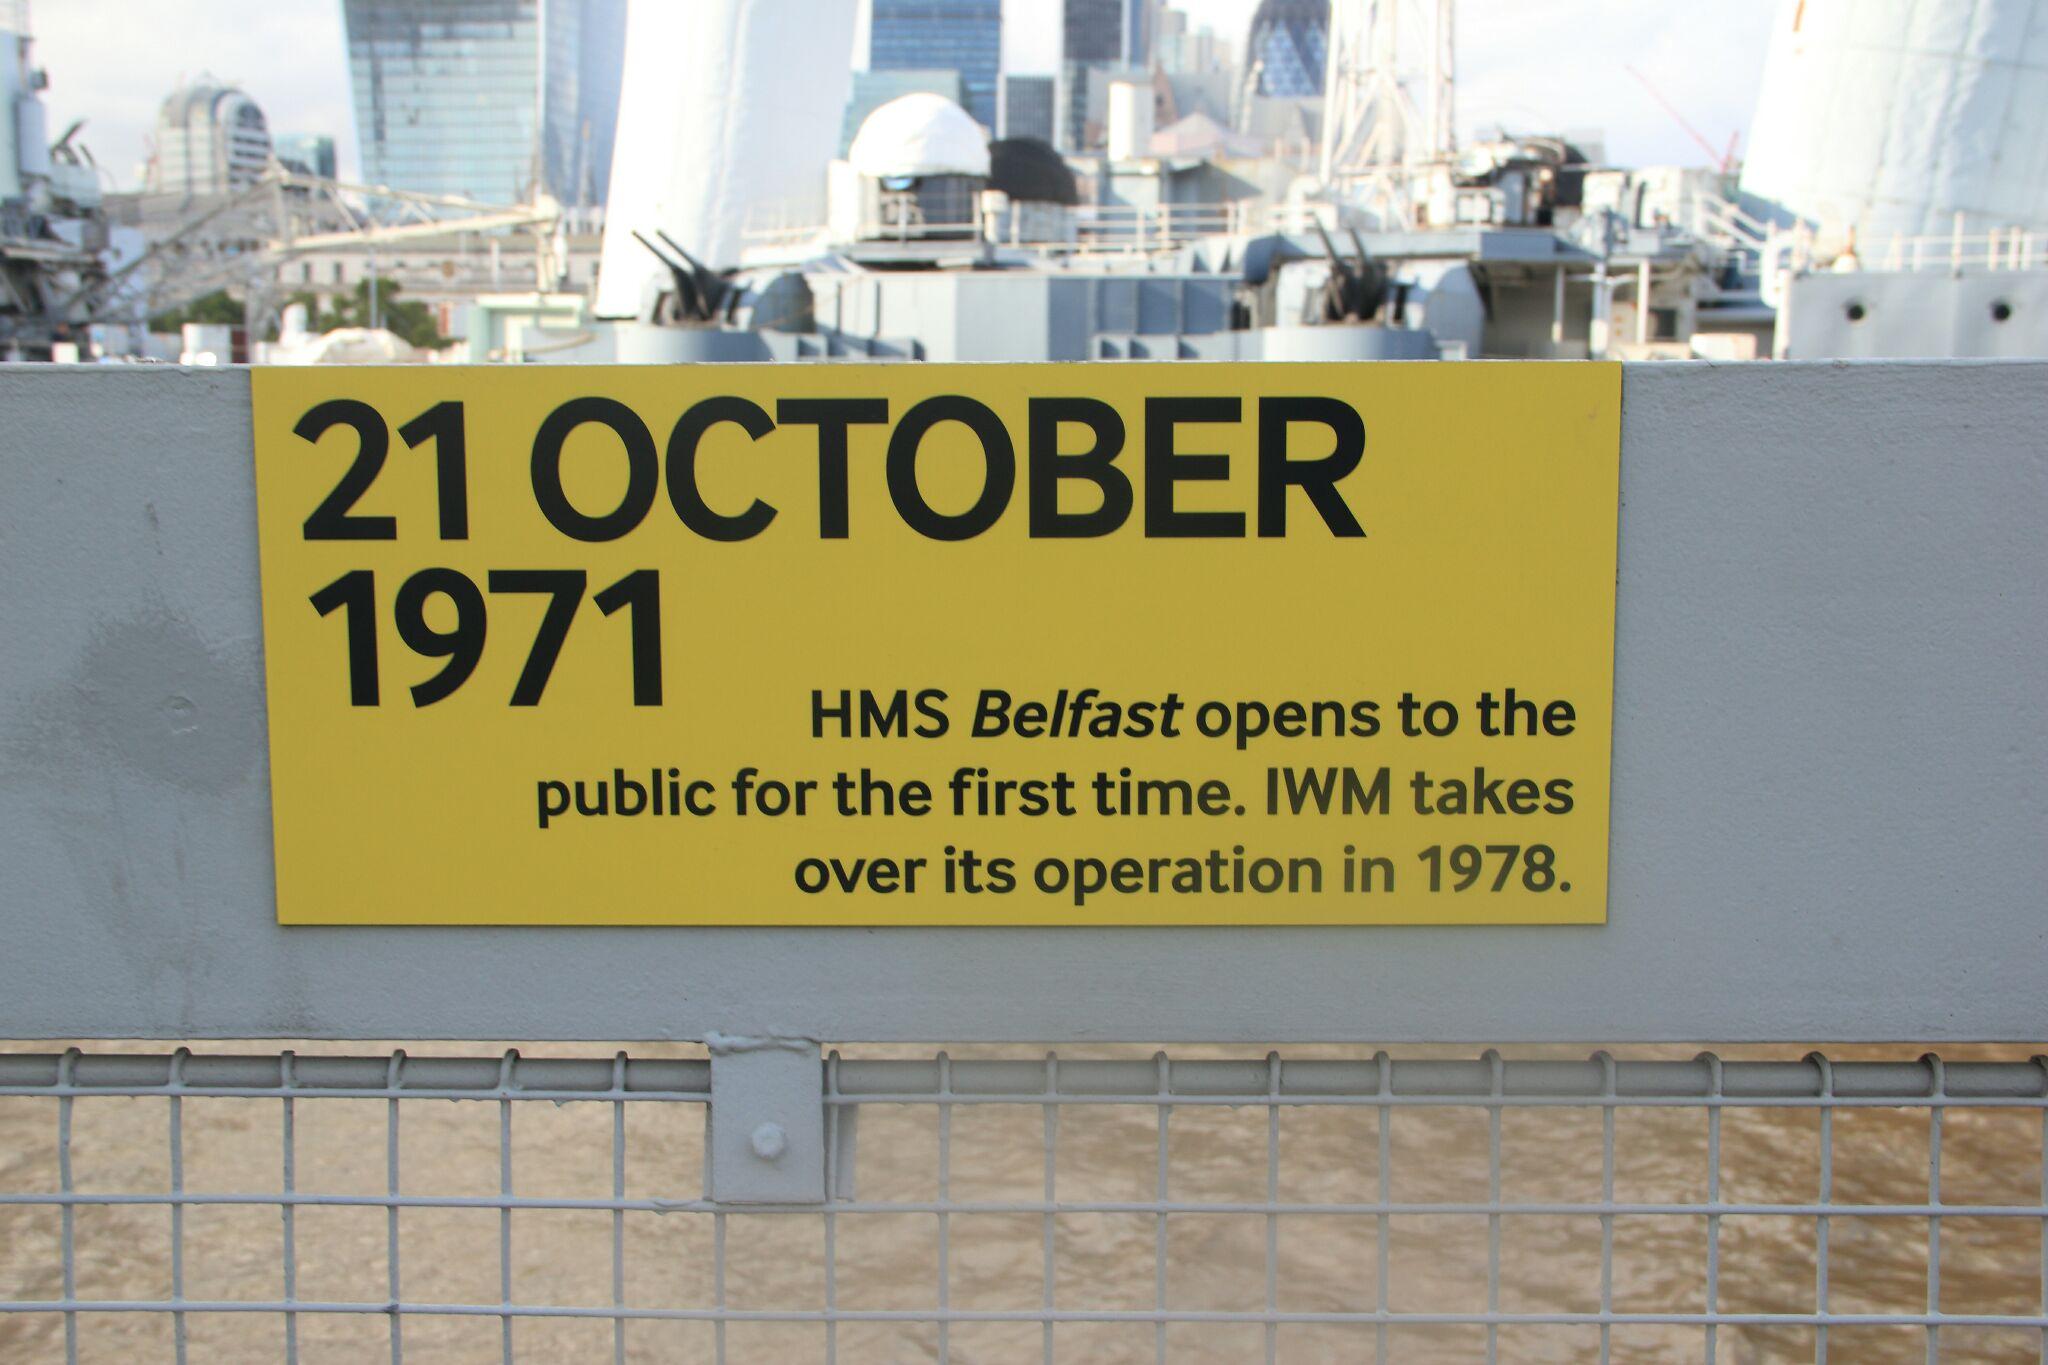 21 OCTOBER
1971
HMS Belfast opens to the
public for the first time. IWM takes
over its operation in 1978.